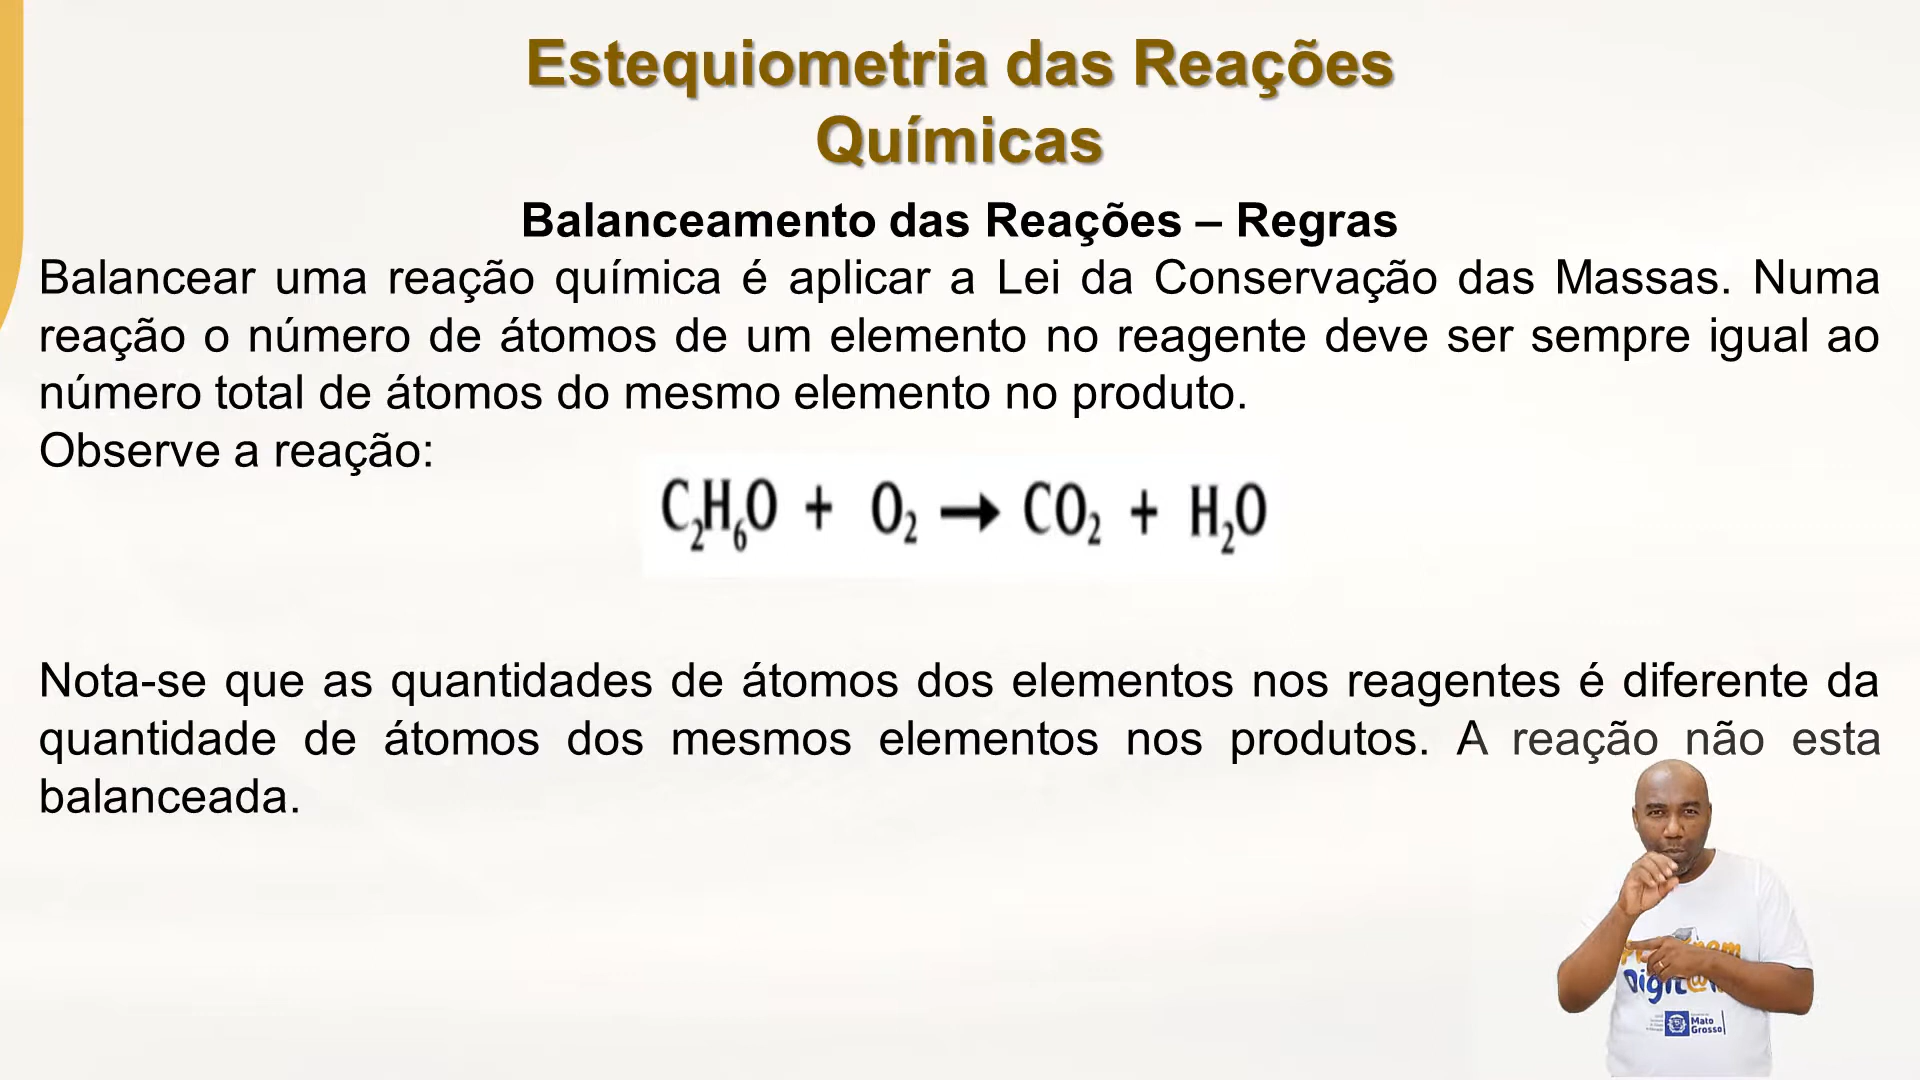 Estequiometria das Reações
Químicas
Balanceamento das Reações – Regras
Balancear uma reação química é aplicar a Lei da Conservação das Massas. Numa
reação o número de átomos de um elemento no reagente deve ser sempre igual ao
número total de átomos do mesmo elemento no produto.
Observe a reação:
C₂H₆O + O₂ → CO₂ + H₂O
Nota-se que as quantidades de átomos dos elementos nos reagentes é diferente da
quantidade de átomos dos mesmos elementos nos produtos. A reação não esta
balanceada.
Mato
Grosso